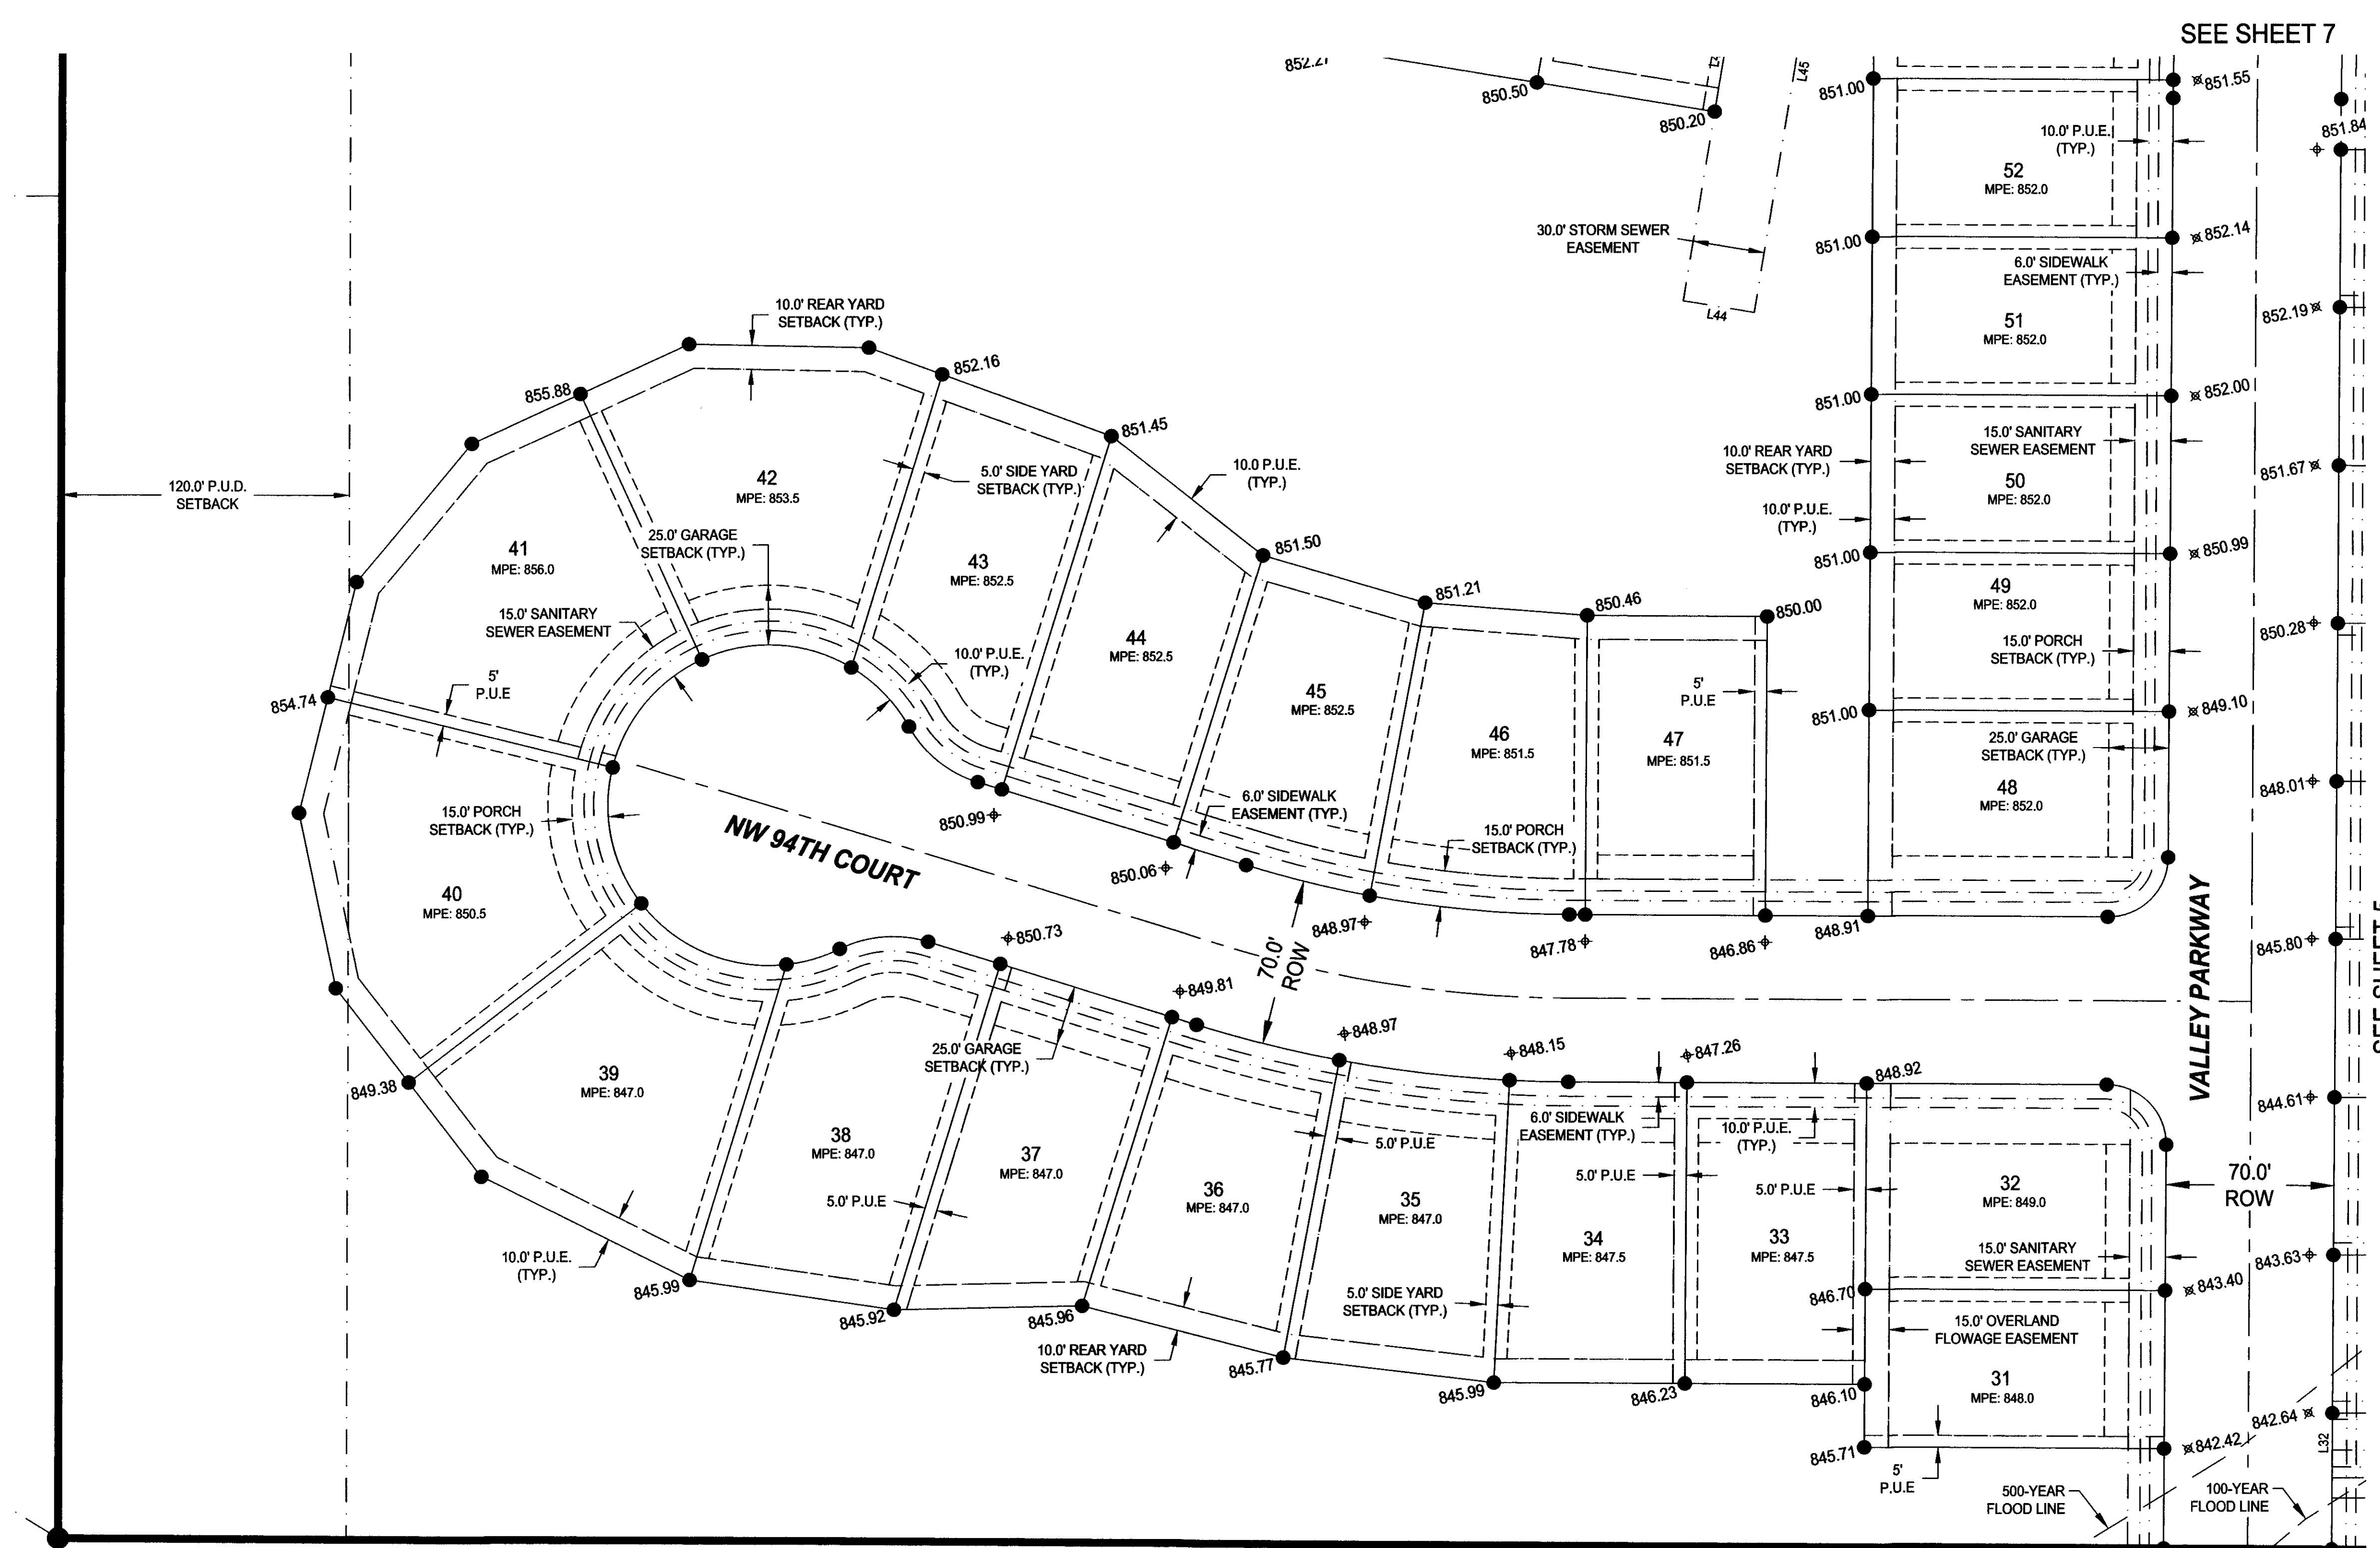 SEE SHEET 7
851.55
851.00
852.21
850.50
850.20
L45
851.84
10.0' P.U.E.
(TYP.)
52
MPE: 852.0
30.0' STORM SEWER
EASEMENT
851.00
852.14
6.0' SIDEWALK
EASEMENT (TYP.)
L44
852.19
51
MPE: 852.0
10.0' REAR YARD
SETBACK (TYP.)
855.88
852.16
851.45
851.00
852.00
15.0' SANITARY
SEWER EASEMENT
10.0' REAR YARD
SETBACK (TYP.)
851.67
50
MPE: 852.0
10.0' P.U.E.
(TYP.)
120.0' P.U.D.
SETBACK
42
MPE: 853.5
5.0' SIDE YARD
SETBACK (TYP.)
10.0 P.U.E.
(TYP.)
25.0' GARAGE
SETBACK (TYP.)
41
MPE: 856.0
43
MPE: 852.5
851.50
851.00
850.99
49
MPE: 852.0
851.21
850.46
850.00
850.28
15.0' SANITARY
SEWER EASEMENT
44
MPE: 852.5
10.0' P.U.E.
(TYP.)
15.0' PORCH
SETBACK (TYP.)
5'
P.U.E
854.74
45
MPE: 852.5
5'
P.U.E
851.00
849.10
46
MPE: 851.5
47
MPE: 851.5
25.0' GARAGE
SETBACK (TYP.)
48
MPE: 852.0
848.01
15.0' PORCH
SETBACK (TYP.)
850.99
6.0' SIDEWALK
EASEMENT (TYP.)
15.0' PORCH
SETBACK (TYP.)
NW 94TH COURT
850.06
40
MPE: 850.5
848.97
847.78
846.86
848.91
845.80
VALLEY PARKWAY
850.73
70.0'
ROW
849.81
848.97
848.15
847.26
848.92
844.61
25.0' GARAGE
SETBACK (TYP.)
39
MPE: 847.0
849.38
38
MPE: 847.0
37
MPE: 847.0
5.0' P.U.E
6.0' SIDEWALK
EASEMENT (TYP.)
10.0' P.U.E.
(TYP.)
5.0' P.U.E
5.0' P.U.E
32
MPE: 849.0
70.0'
ROW
36
MPE: 847.0
35
MPE: 847.0
5.0' P.U.E
34
MPE: 847.5
33
MPE: 847.5
15.0' SANITARY
SEWER EASEMENT
843.63
10.0' P.U.E.
(TYP.)
845.99
845.92
845.96
5.0' SIDE YARD
SETBACK (TYP.)
846.70
843.40
15.0' OVERLAND
FLOWAGE EASEMENT
10.0' REAR YARD
SETBACK (TYP.)
845.77
845.99
846.23
846.10
31
MPE: 848.0
842.64
L32
845.71
842.42
5'
P.U.E
500-YEAR
FLOOD LINE
100-YEAR
FLOOD LINE